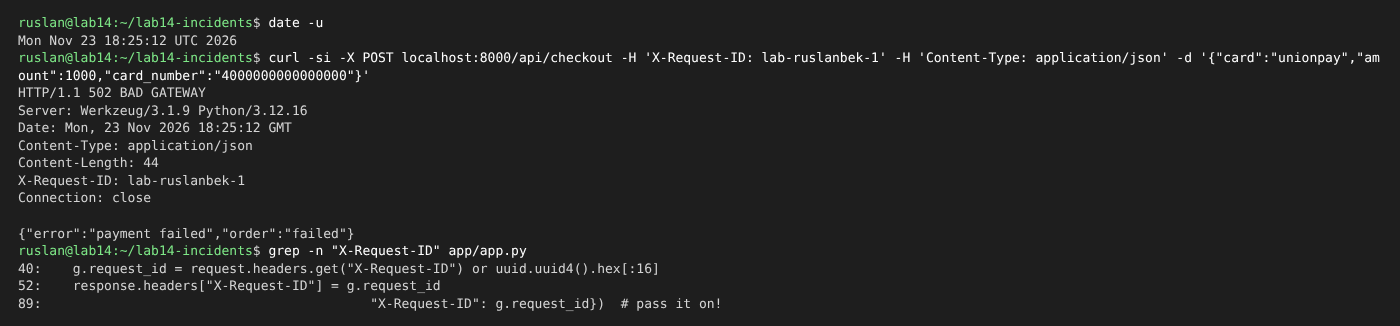 ruslan@lab14:~/lab14-incidents$ date -u
Mon Nov 23 18:25:12 UTC 2026
ruslan@lab14:~/lab14-incidents$ curl -si -X POST localhost:8000/api/checkout -H 'X-Request-ID: lab-ruslanbek-1' -H 'Content-Type: application/json' -d '{"card":"unionpay","am
ount":1000,"card_number":"4000000000000000"}'
HTTP/1.1 502 BAD GATEWAY
Server: Werkzeug/3.1.9 Python/3.12.16
Date: Mon, 23 Nov 2026 18:25:12 GMT
Content-Type: application/json
Content-Length: 44
X-Request-ID: lab-ruslanbek-1
Connection: close

{"error":"payment failed","order":"failed"}
ruslan@lab14:~/lab14-incidents$ grep -n "X-Request-ID" app/app.py
40:    g.request_id = request.headers.get("X-Request-ID") or uuid.uuid4().hex[:16]
52:    response.headers["X-Request-ID"] = g.request_id
89:                                          "X-Request-ID": g.request_id})  # pass it on!